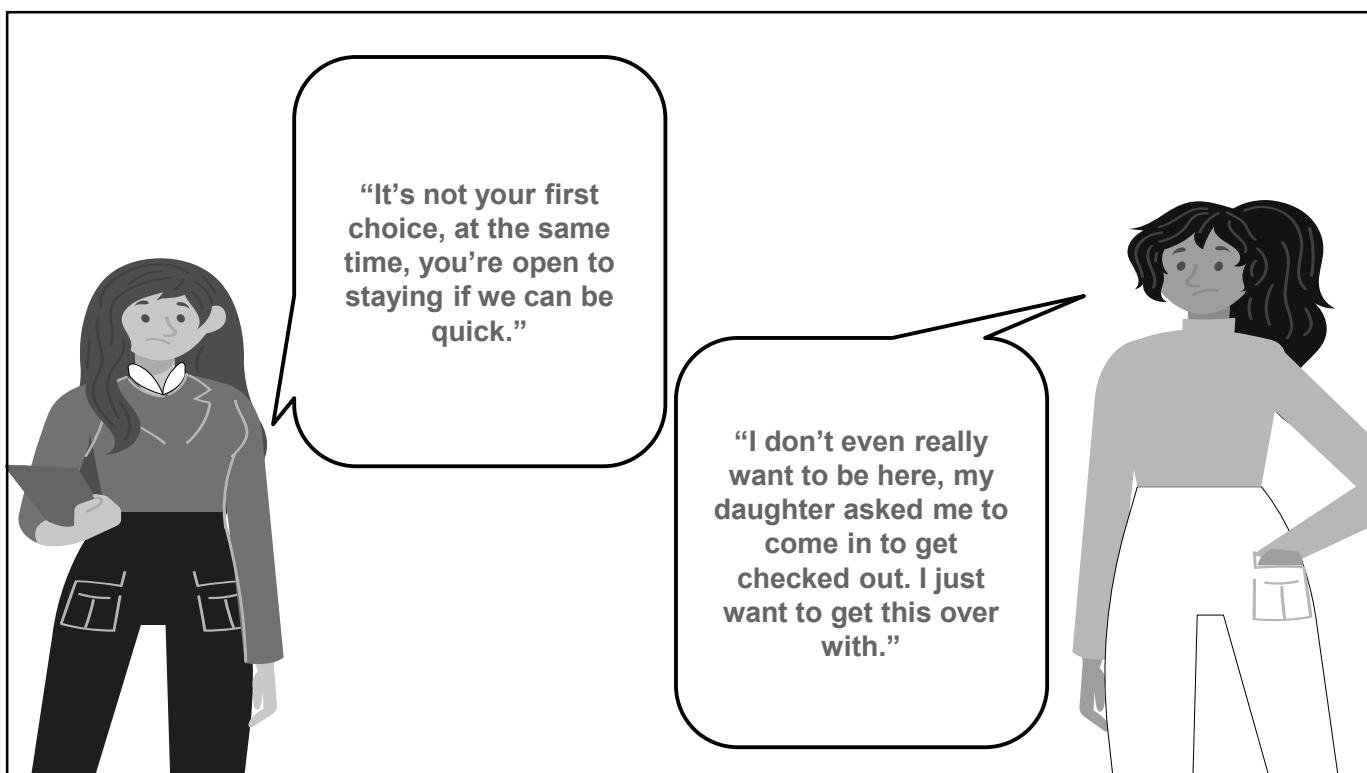 “It’s not your first
choice, at the same
time, you’re open to
staying if we can be
quick.”
“I don’t even really
want to be here, my
daughter asked me to
come in to get
checked out. I just
want to get this over
with.”